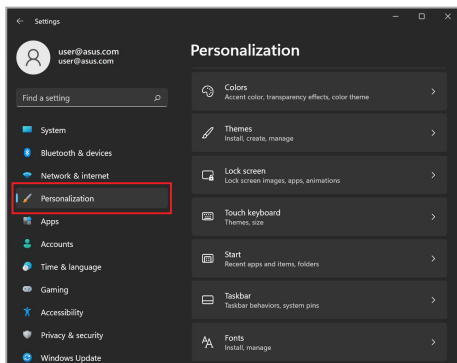 Settings
user@asus.com
user@asus.com
Find a setting
System
Bluetooth & devices
Network & internet
Personalization
Apps
Accounts
Time & language
Gaming
Accessibility
Privacy & security
Windows Update
Personalization
Colors
Accent color, transparency effects, color theme
Themes
Install, create, manage
Lock screen
Lock screen images, apps, animations
Touch keyboard
Themes, size
Start
Recent apps and items, folders
Taskbar
Taskbar behaviors, system pins
Fonts
Install, manage